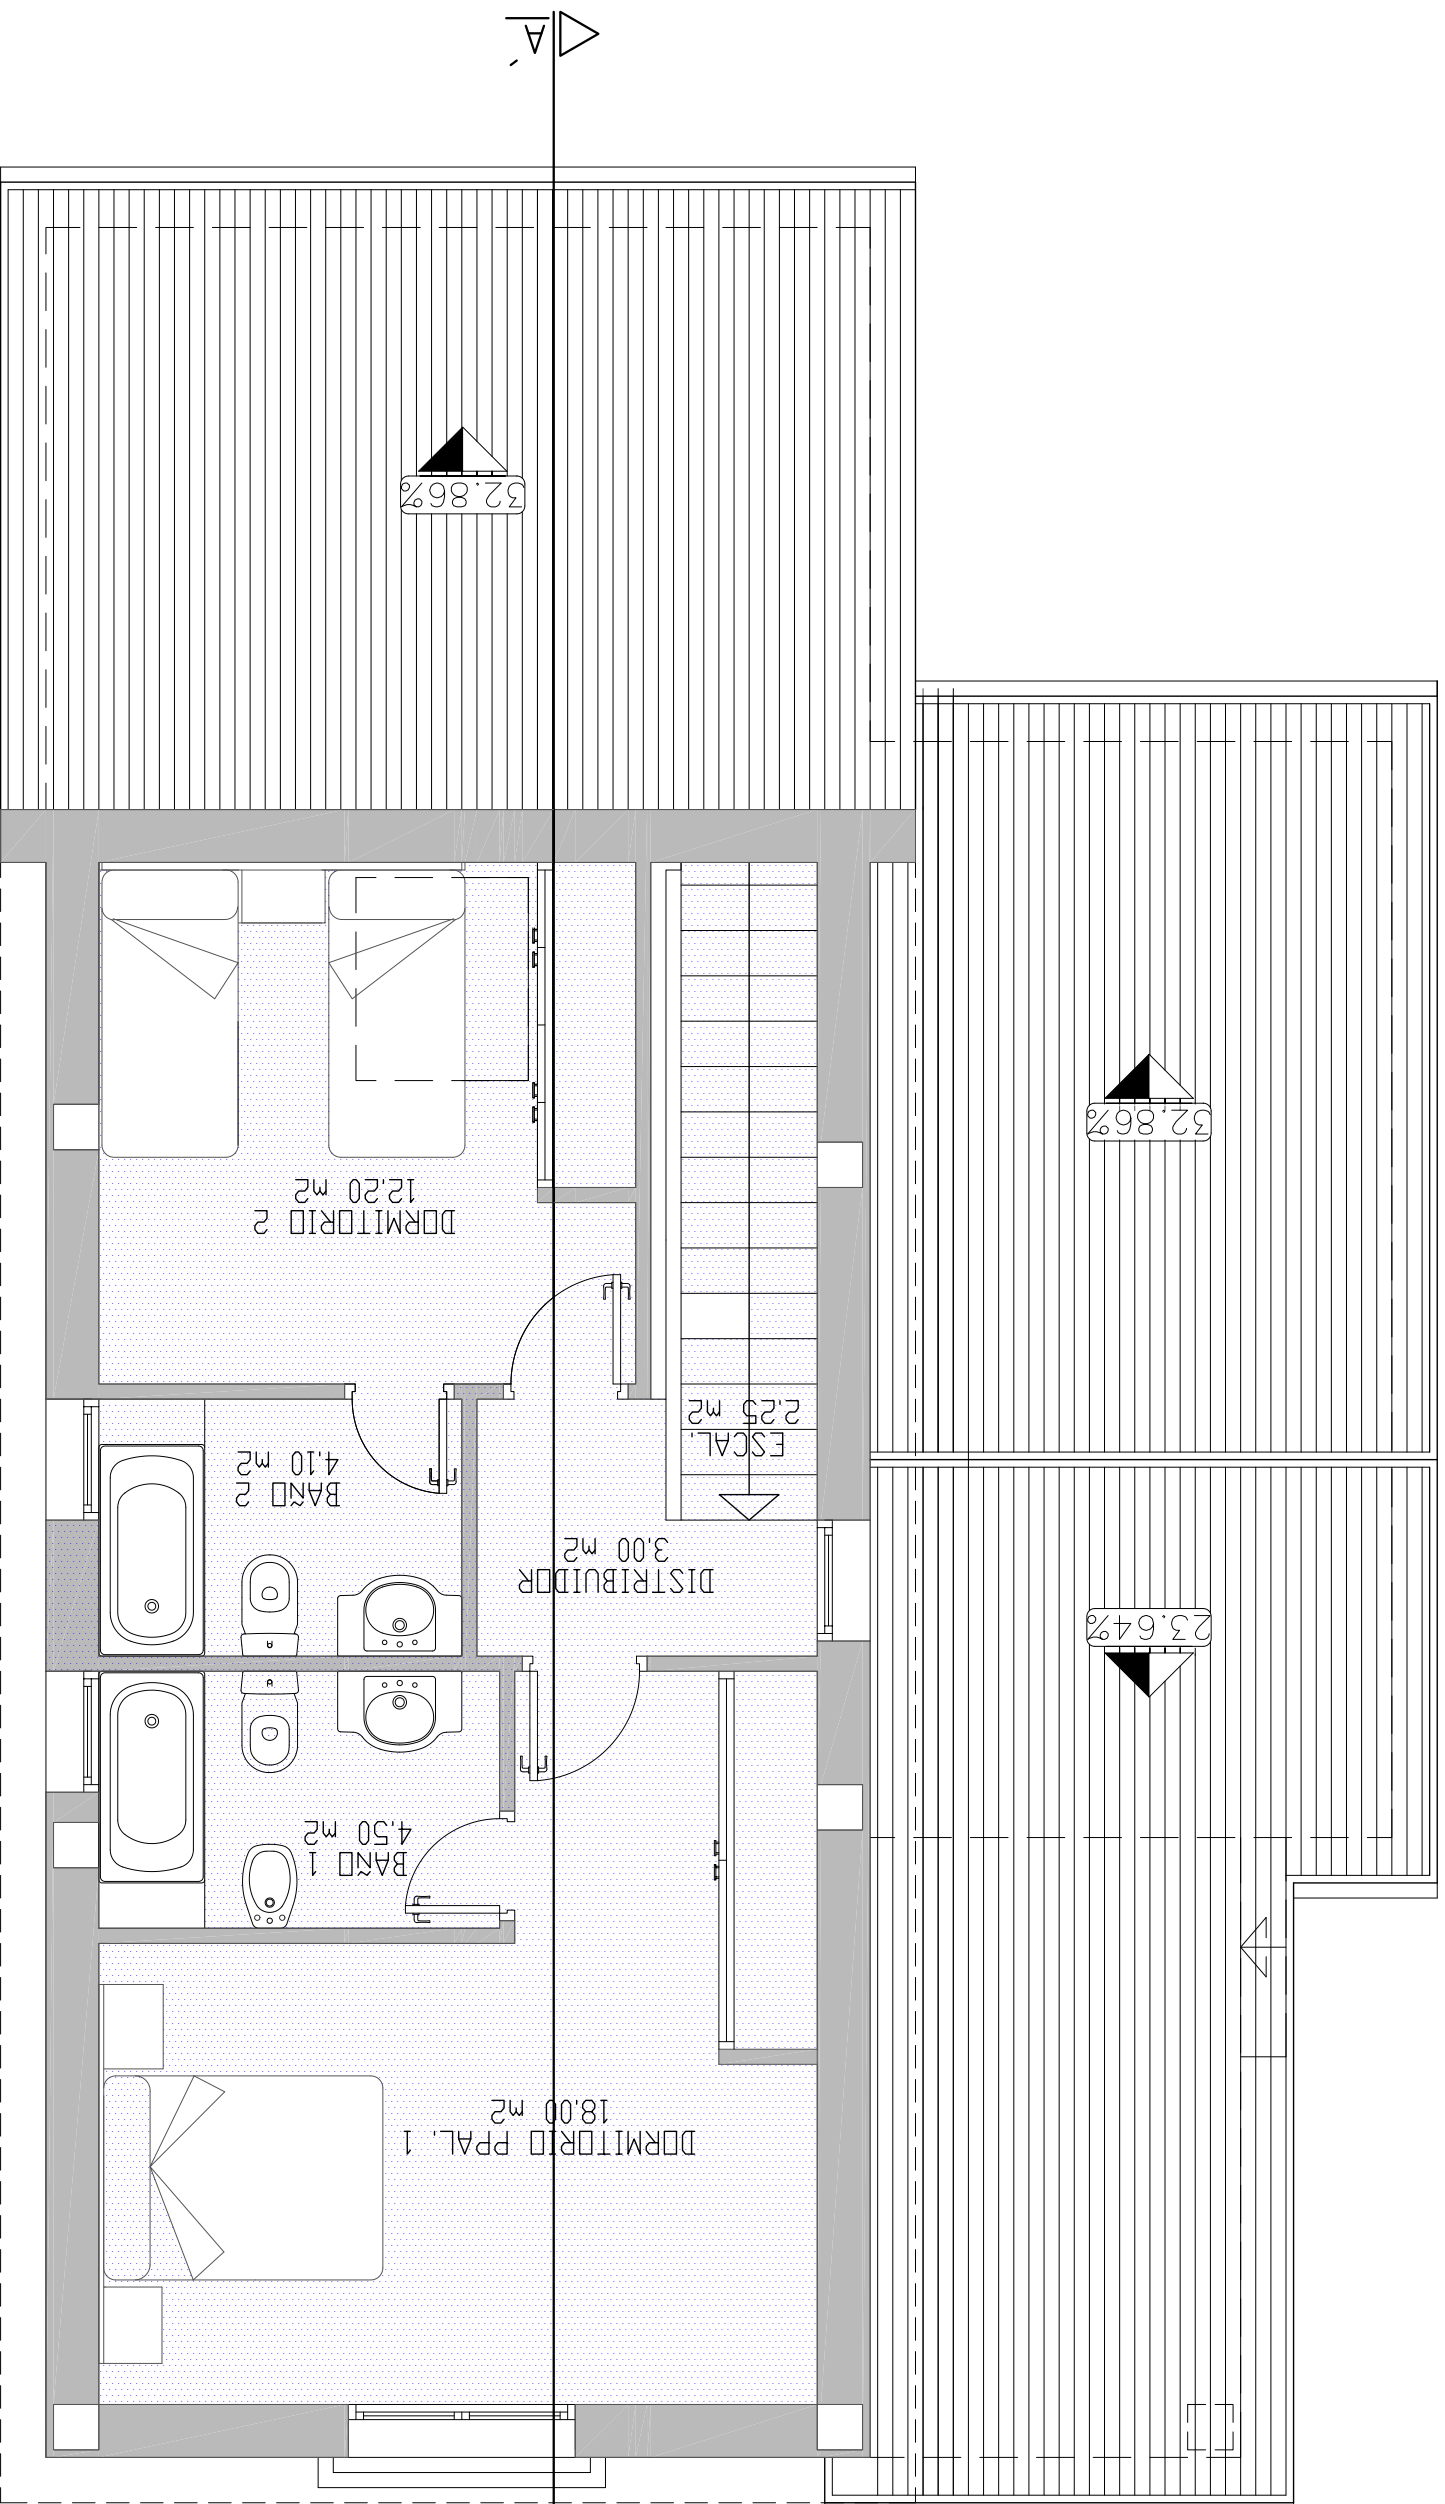 DORMITORIO PPAL. 1
18.00 m2
BAÑO 1
4.50 m2
23.64%
DISTRIBUIDOR
3.00 m2
BAÑO 2
4.10 m2
ESCAL.
2.25 m2
DORMITORIO 2
12.20 m2
32.86%
32.86%
A´